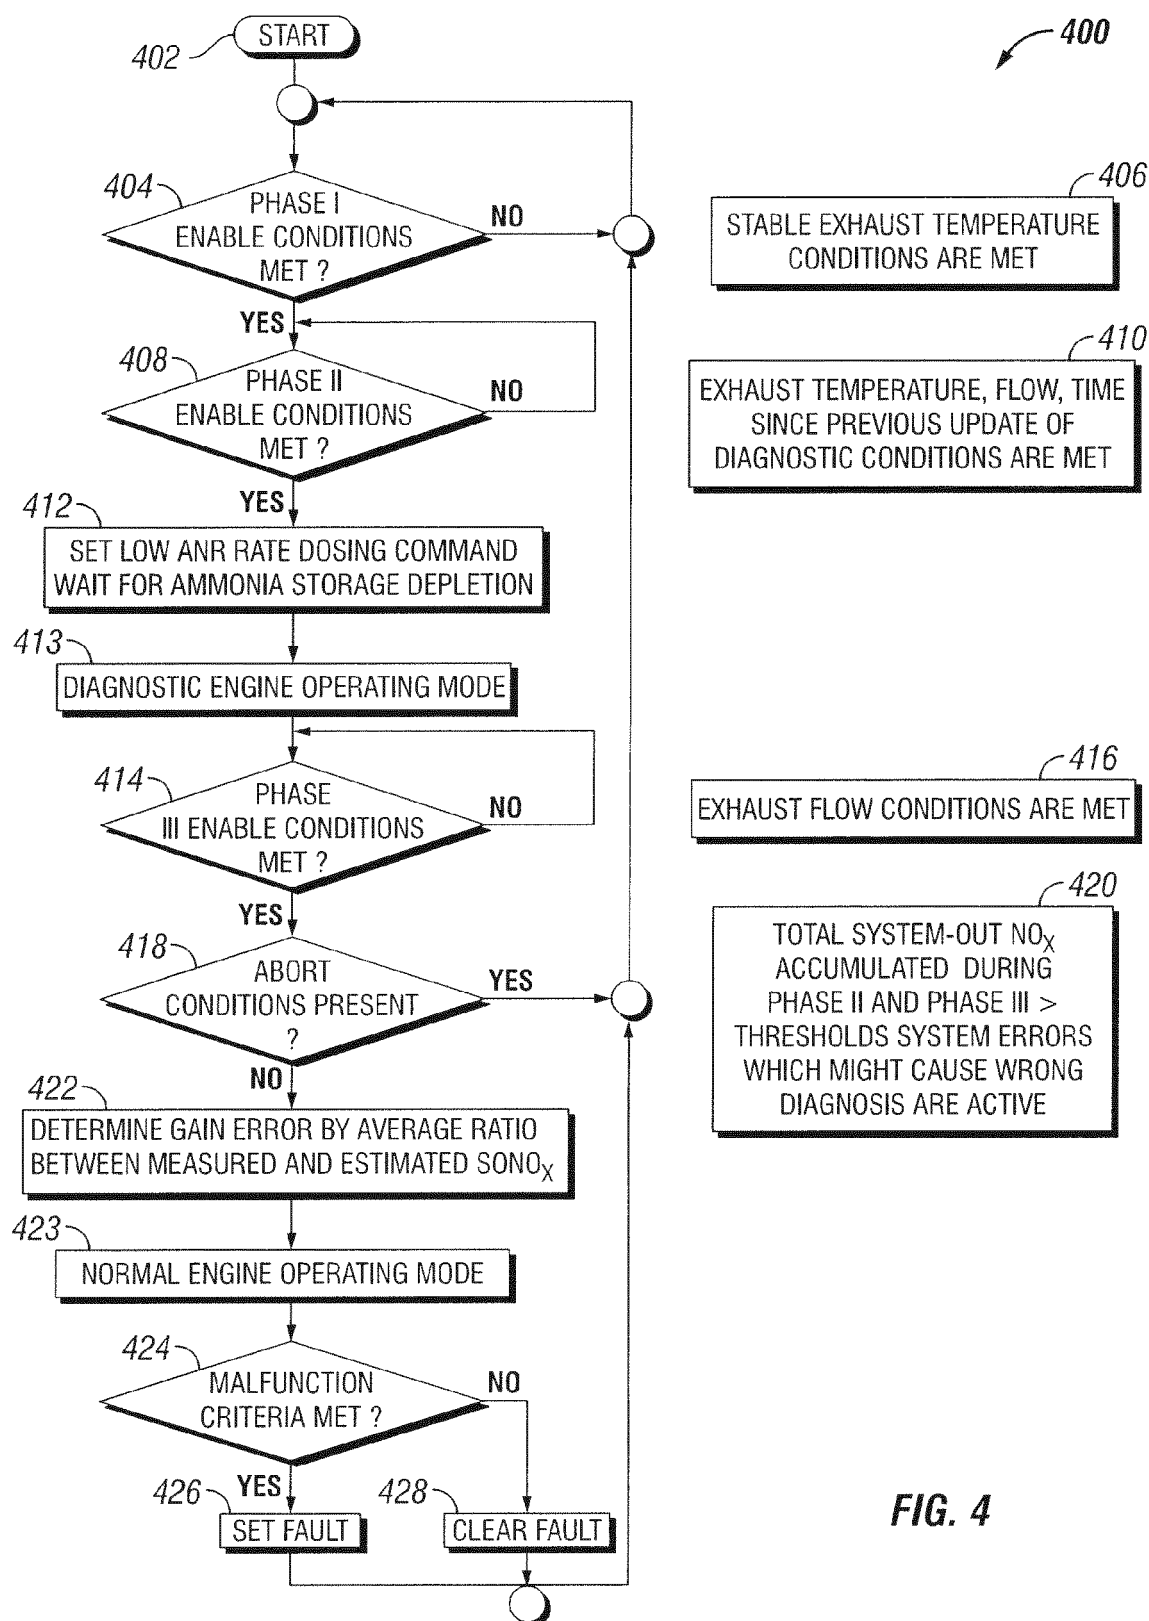 START
402
400
404
PHASE I
ENABLE CONDITIONS
MET ?
NO
YES
406
STABLE EXHAUST TEMPERATURE
CONDITIONS ARE MET
408
PHASE II
ENABLE CONDITIONS
MET ?
NO
YES
410
EXHAUST TEMPERATURE, FLOW, TIME
SINCE PREVIOUS UPDATE OF
DIAGNOSTIC CONDITIONS ARE MET
412
SET LOW ANR RATE DOSING COMMAND
WAIT FOR AMMONIA STORAGE DEPLETION
413
DIAGNOSTIC ENGINE OPERATING MODE
414
PHASE
III ENABLE CONDITIONS
MET ?
NO
YES
416
EXHAUST FLOW CONDITIONS ARE MET
418
ABORT
CONDITIONS PRESENT
?
YES
NO
420
TOTAL SYSTEM-OUT NOX
ACCUMULATED DURING
PHASE II AND PHASE III >
THRESHOLDS SYSTEM ERRORS
WHICH MIGHT CAUSE WRONG
DIAGNOSIS ARE ACTIVE
422
DETERMINE GAIN ERROR BY AVERAGE RATIO
BETWEEN MEASURED AND ESTIMATED SONOX
423
NORMAL ENGINE OPERATING MODE
424
MALFUNCTION
CRITERIA MET ?
NO
YES
426
SET FAULT
428
CLEAR FAULT
FIG. 4